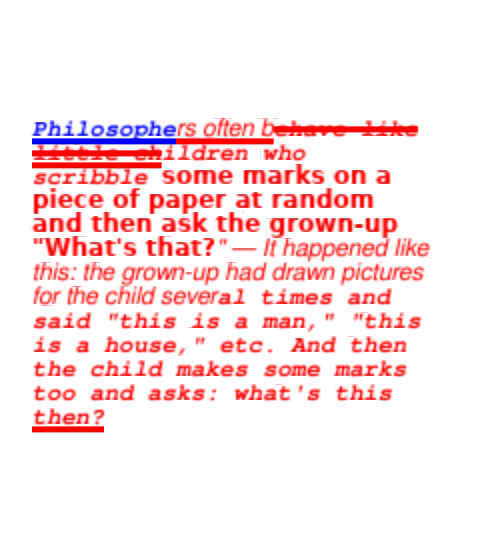 Philosophers often behave like
little children who
scribble some marks on a
piece of paper at random
and then ask the grown-up
"What's that?" — It happened like
this: the grown-up had drawn pictures
for the child several times and
said "this is a man," "this
is a house," etc. And then
the child makes some marks
too and asks: what's this
then?